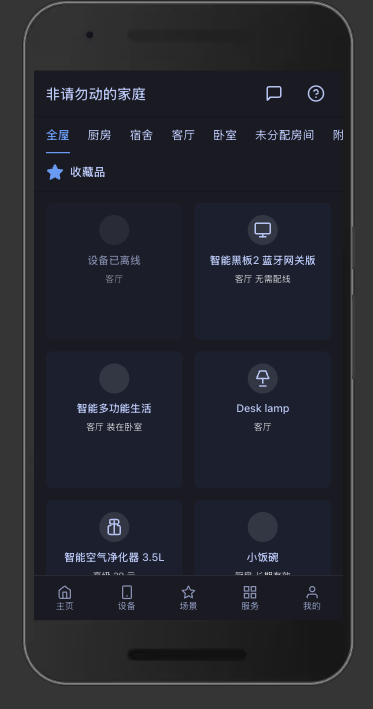 非请勿动的家庭
全屋 厨房 宿舍 客厅 卧室 未分配房间 附
收藏品
设备已离线
客厅
智能黑板2 蓝牙网关版
客厅 无需配线
智能多功能生活
客厅 装在卧室
Desk lamp
客厅
智能空气净化器 3.5L
小饭碗
主页 设备 场景 服务 我的